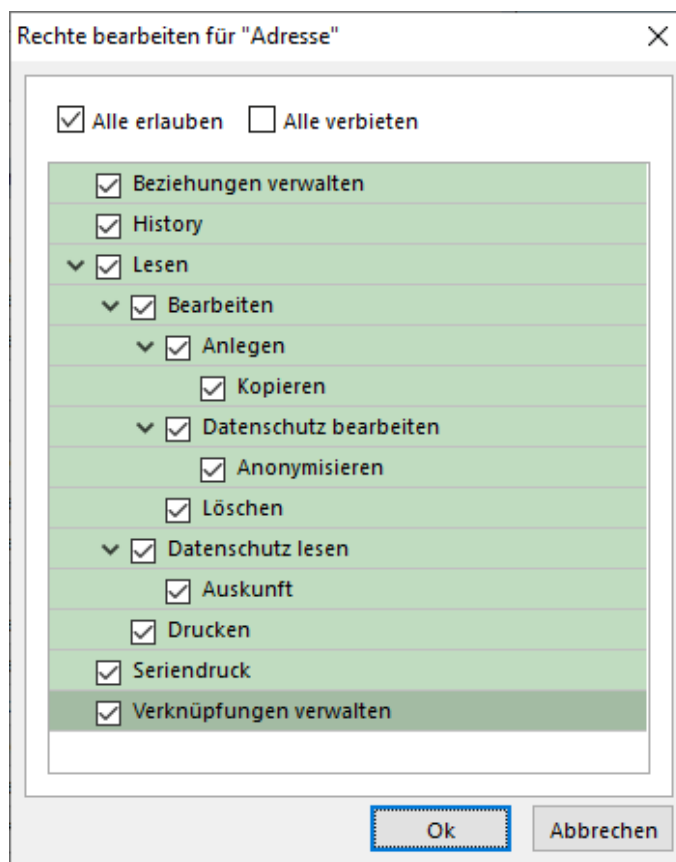 Rechte bearbeiten für "Adresse"
Alle erlauben Alle verbieten
Beziehungen verwalten
History
Lesen
Bearbeiten
Anlegen
Kopieren
Datenschutz bearbeiten
Anonymisieren
Löschen
Datenschutz lesen
Auskunft
Drucken
Seriendruck
Verknüpfungen verwalten
Ok Abbrechen